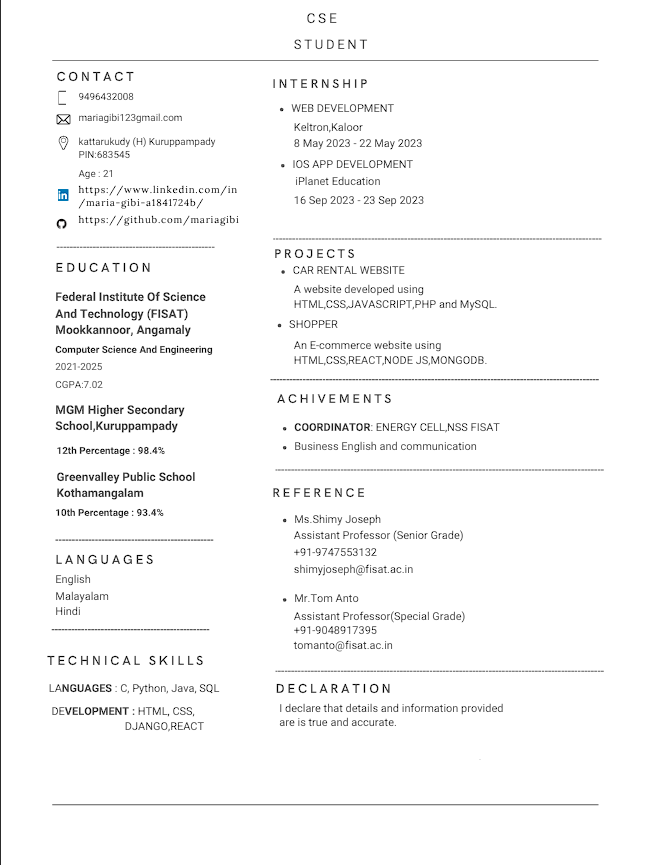 CSE
STUDENT
CONTACT
9496432008
mariagibi123gmail.com
kattarukudy (H) Kuruppampady
PIN:683545
Age : 21
https://www.linkedin.com/in
/maria-gibi-a1841724b/
https://github.com/mariagibi
EDUCATION
Federal Institute Of Science
And Technology (FISAT)
Mookkannoor, Angamaly
Computer Science And Engineering
2021-2025
CGPA:7.02
MGM Higher Secondary
School,Kuruppampady
12th Percentage : 98.4%
Greenvalley Public School
Kothamangalam
10th Percentage : 93.4%
LANGUAGES
English
Malayalam
Hindi
TECHNICAL SKILLS
LANGUAGES : C, Python, Java, SQL
DEVELOPMENT : HTML, CSS,
DJANGO,REACT
INTERNSHIP
WEB DEVELOPMENT
Keltron,Kaloor
8 May 2023 - 22 May 2023
IOS APP DEVELOPMENT
iPlanet Education
16 Sep 2023 - 23 Sep 2023
PROJECTS
CAR RENTAL WEBSITE
A website developed using
HTML,CSS,JAVASCRIPT,PHP and MySQL.
SHOPPER
An E-commerce website using
HTML,CSS,REACT,NODE JS,MONGODB.
ACHIVEMENTS
COORDINATOR: ENERGY CELL,NSS FISAT
Business English and communication
REFERENCE
Ms.Shimy Joseph
Assistant Professor (Senior Grade)
+91-9747553132
shimyjoseph@fisat.ac.in
Mr.Tom Anto
Assistant Professor(Special Grade)
+91-9048917395
tomanto@fisat.ac.in
DECLARATION
I declare that details and information provided
are is true and accurate.